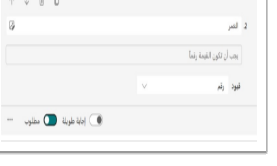 2. العمر
يجب أن تكون القيمة رقماً
قيود رقم
إجابة طويلة مطلوب